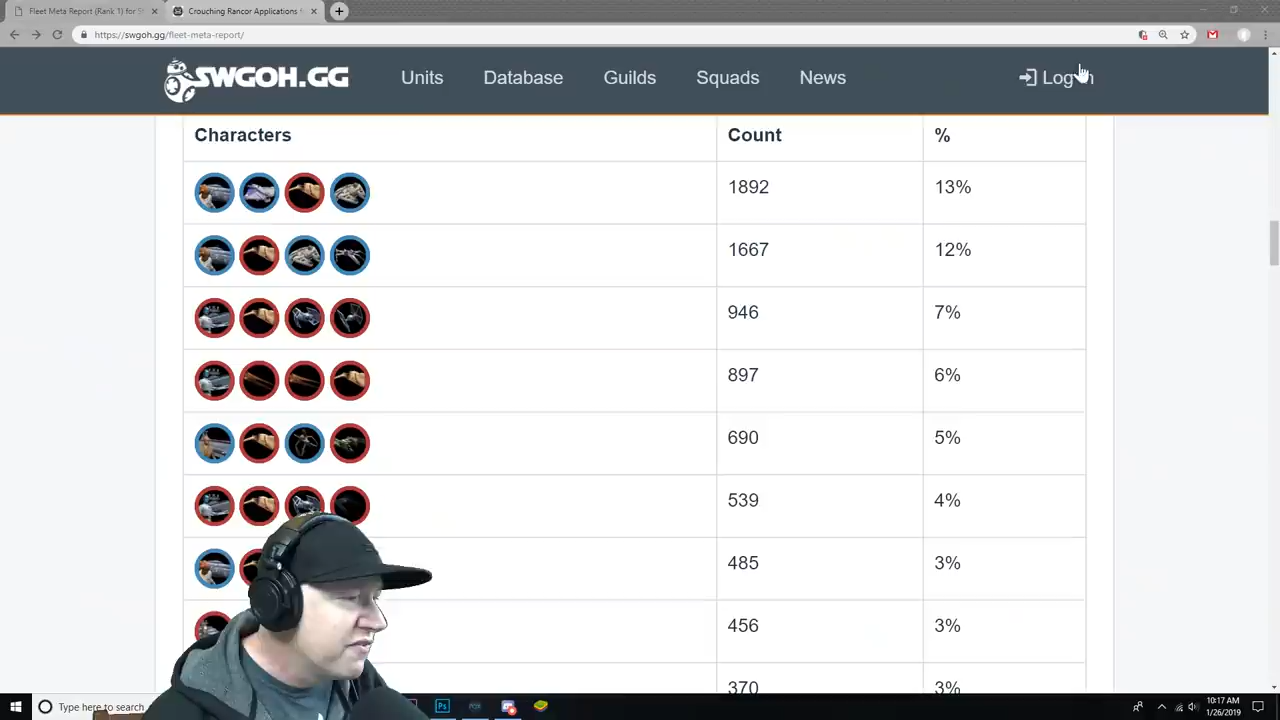 Fleet Meta Report (Rank 1) for S
Crouching Rancor Applications
https://swgoh.gg/fleet-meta-report/
SWGOH.GG
Units
Database
Guilds
Squads
News
Log
Characters
Count
%
1892
13%
1667
12%
946
7%
897
6%
690
5%
539
4%
485
3%
456
3%
370
3%
Type here to search
Ps
10:17 AM
1/26/2019